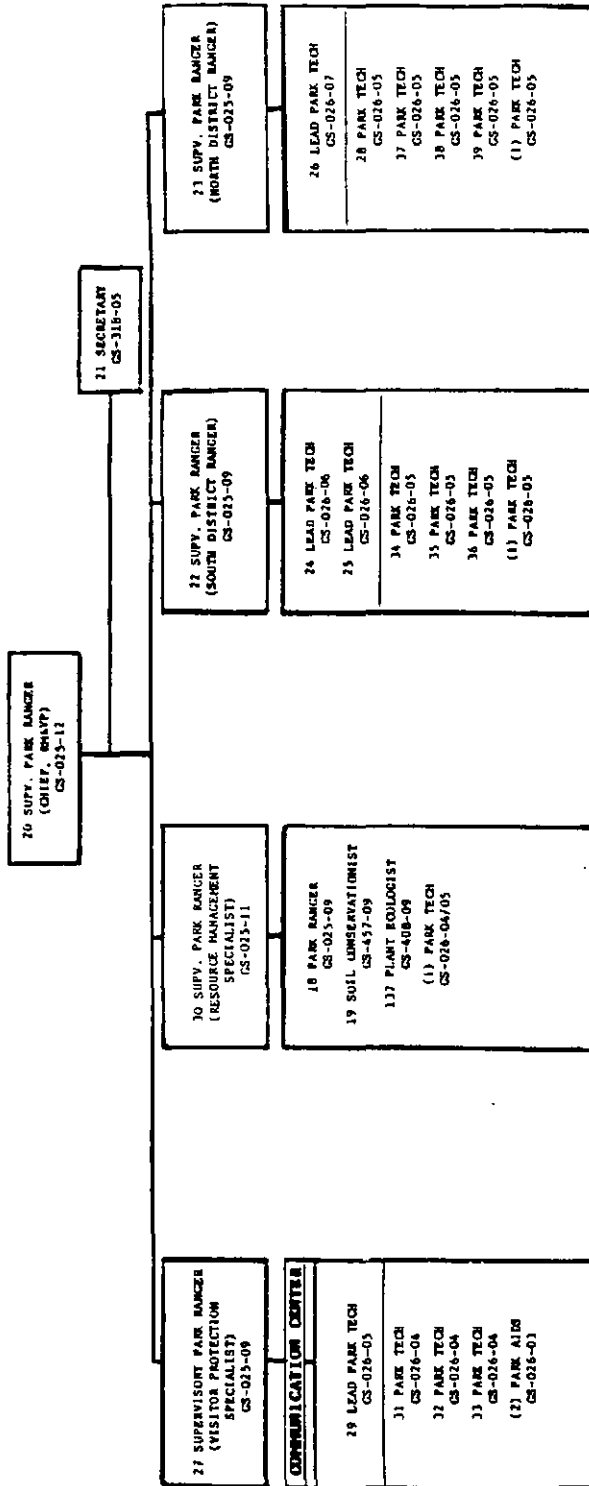 20 SUPV. PARK RANGER
(CHIEF, RM&VP)
GS-025-12
21 SECRETARY
GS-318-05
27 SUPERVISORY PARK RANGER
(VISITOR PROTECTION
SPECIALIST)
GS-025-09
COMMUNICATION CENTER
29 LEAD PARK TECH
GS-026-05
31 PARK TECH
GS-026-04
32 PARK TECH
GS-026-04
33 PARK TECH
GS-026-04
(2) PARK AIDS
GS-026-03
30 SUPV. PARK RANGER
(RESOURCE MANAGEMENT
SPECIALIST)
GS-025-11
18 PARK RANGER
GS-025-09
19 SOIL CONSERVATIONIST
GS-457-09
137 PLANT ECOLOGIST
GS-408-09
(1) PARK TECH
GS-026-04/05
22 SUPV. PARK RANGER
(SOUTH DISTRICT RANGER)
GS-025-09
24 LEAD PARK TECH
GS-026-06
25 LEAD PARK TECH
GS-026-06
34 PARK TECH
GS-026-05
35 PARK TECH
GS-026-05
36 PARK TECH
GS-026-05
(1) PARK TECH
GS-026-05
23 SUPV. PARK RANGER
(NORTH DISTRICT RANGER)
GS-025-09
26 LEAD PARK TECH
GS-026-07
28 PARK TECH
GS-026-05
37 PARK TECH
GS-026-05
38 PARK TECH
GS-026-05
39 PARK TECH
GS-026-05
(1) PARK TECH
GS-026-05